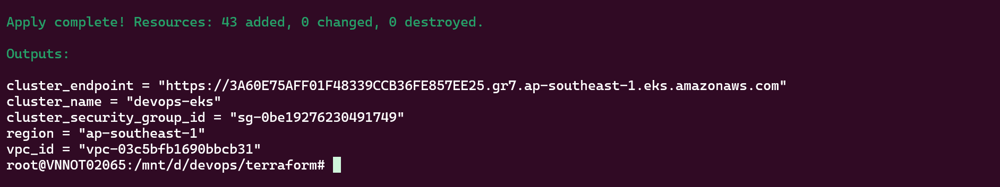 Apply complete! Resources: 43 added, 0 changed, 0 destroyed.
Outputs:
cluster_endpoint = "https://3A60E75AFF01F48339CCB36FE857EE25.gr7.ap-southeast-1.eks.amazonaws.com"
cluster_name = "devops-eks"
cluster_security_group_id = "sg-0be19276230491749"
region = "ap-southeast-1"
vpc_id = "vpc-03c5bfb1690bbcb31"
root@VNNOT02065:/mnt/d/devops/terraform#